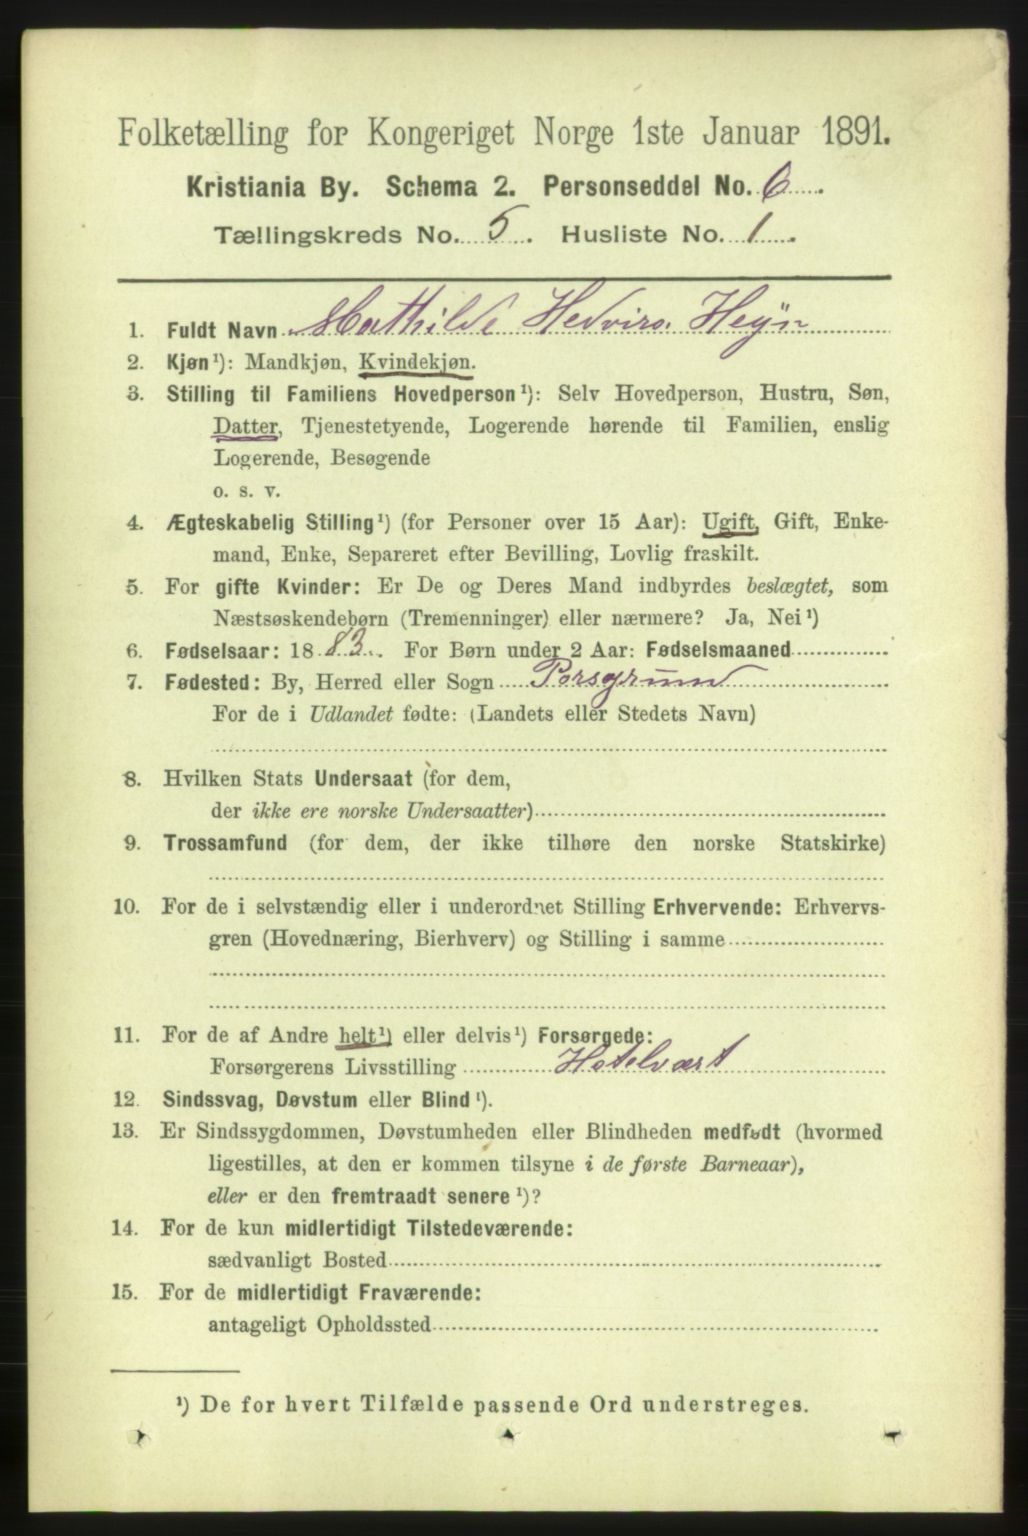 Folketælling for Kongeriget Norge 1ste Januar 1891.
Kristiania By. Schema 2. Personseddel No. 6.
Tællingskreds No. 5. Husliste No. 1.
1. Fuldt Navn Mathilde Heyn
2. Kjøn¹): Mandkjøn, Kvindekjøn.
3. Stilling til Familiens Hovedperson¹): Selv Hovedperson, Hustru, Søn,
Datter, Tjenestetyende, Logerende hørende til Familien, enslig
Logerende, Besøgende
o. s. v.
4. Ægteskabelig Stilling¹) (for Personer over 15 Aar): Ugift, Gift, Enke-
mand, Enke, Separeret efter Bevilling, Lovlig fraskilt.
5. For gifte Kvinder: Er De og Deres Mand indbyrdes beslægtet, som
Næstsøskendebørn (Tremenninger) eller nærmere? Ja, Nei¹)
6. Fødselsaar: 1883. For Børn under 2 Aar: Fødselsmaaned
7. Fødested: By, Herred eller Sogn Porsgrund
For de i Udlandet fødte: (Landets eller Stedets Navn)
8. Hvilken Stats Undersaat (for dem,
der ikke ere norske Undersaatter)
9. Trossamfund (for dem, der ikke tilhøre den norske Statskirke)
10. For de i selvstændig eller i underordnet Stilling Erhvervende: Erhvervs-
gren (Hovednæring, Bierhverv) og Stilling i samme
11. For de af Andre helt¹) eller delvis¹) Forsørgede:
Forsørgerens Livsstilling Hotelvært
12. Sindssvag, Døvstum eller Blind¹).
13. Er Sindssygdommen, Døvstumheden eller Blindheden medfødt (hvormed
ligestilles, at den er kommen tilsyne i de første Barneaar),
eller er den fremtraadt senere¹)?
14. For de kun midlertidigt Tilstedeværende:
sædvanligt Bosted
15. For de midlertidigt Fraværende:
antageligt Opholdssted
¹) De for hvert Tilfælde passende Ord understreges.